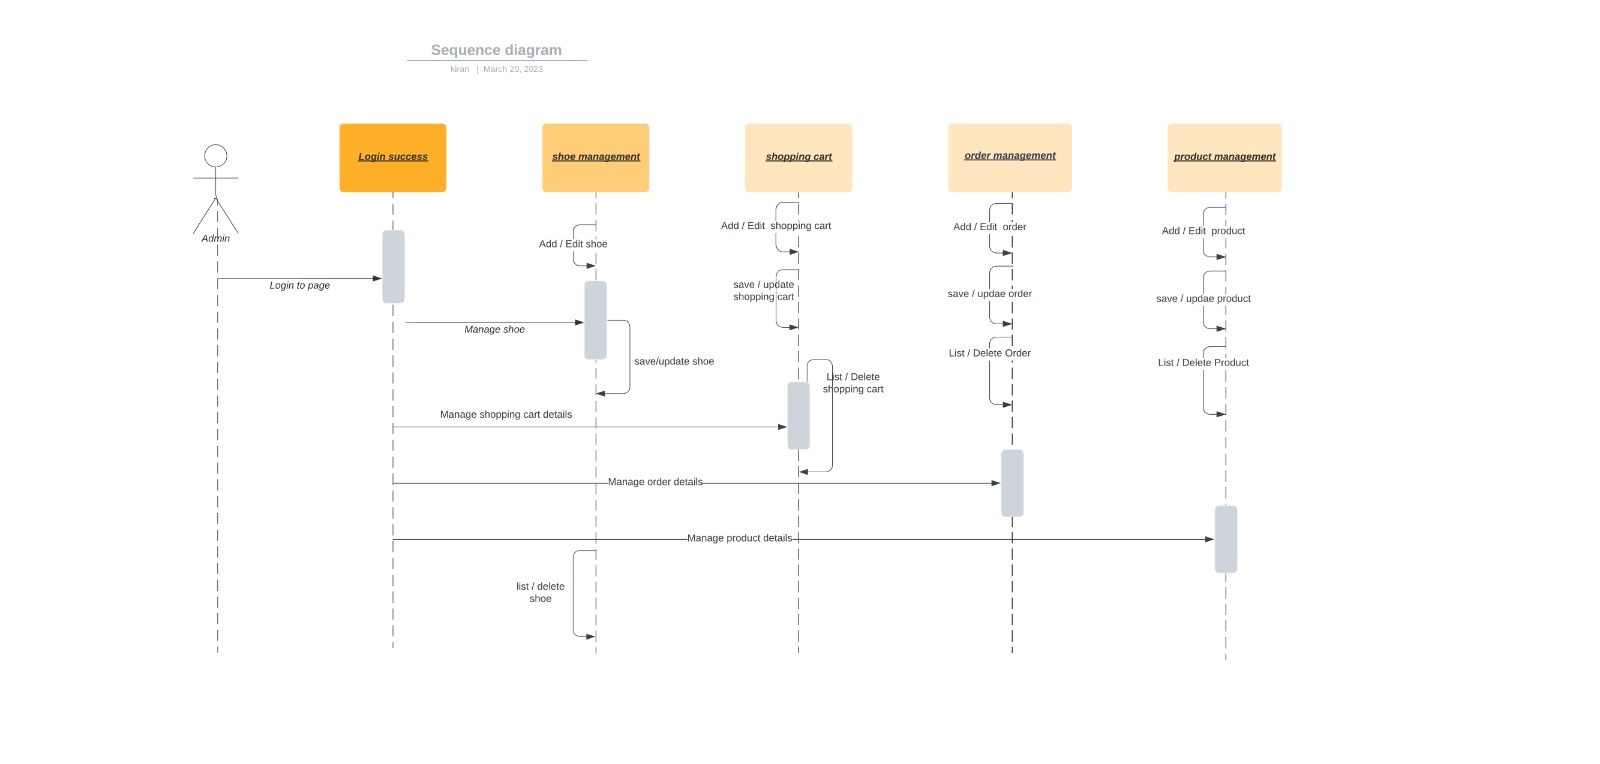 Sequence diagram
kiran | March 20, 2023
Login success
shoe management
shopping cart
order management
product management
Admin
Add / Edit shopping cart
Add / Edit order
Add / Edit product
Add / Edit shoe
Login to page
save / update
shopping cart
save / updae order
save / updae product
Manage shoe
save/update shoe
List / Delete
shopping cart
List / Delete Order
List / Delete Product
Manage shopping cart details
Manage order details
Manage product details
list / delete
shoe